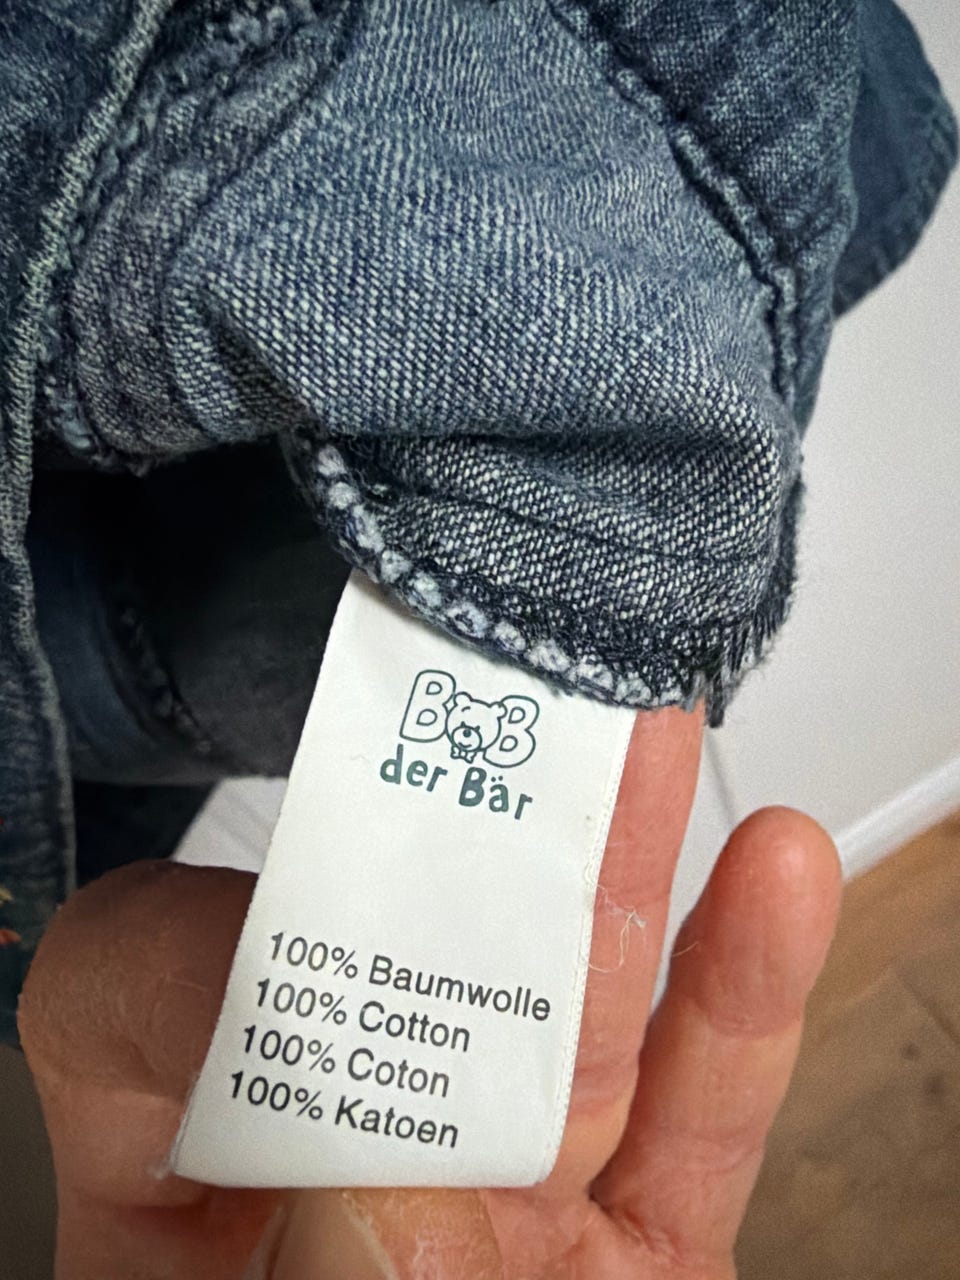 BOB
der Bär
100% Baumwolle
100% Cotton
100% Coton
100% Katoen